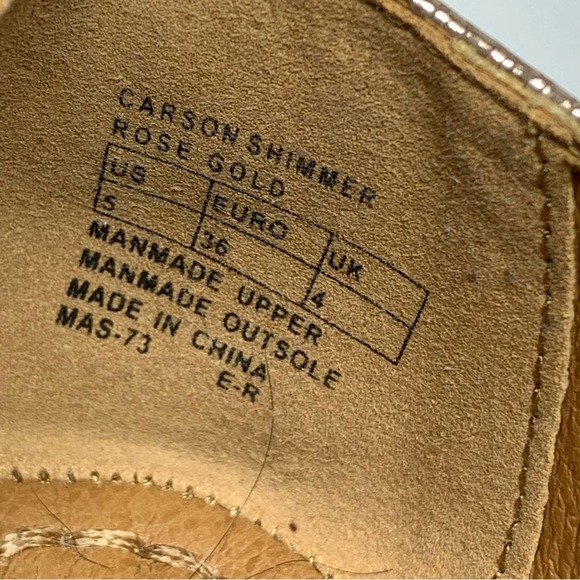 CARSON SHIMMER
ROSE GOLD
US EURO UK
5 36 4
MANMADE UPPER
MANMADE OUTSOLE
MADE IN CHINA
MAS-73 E-R